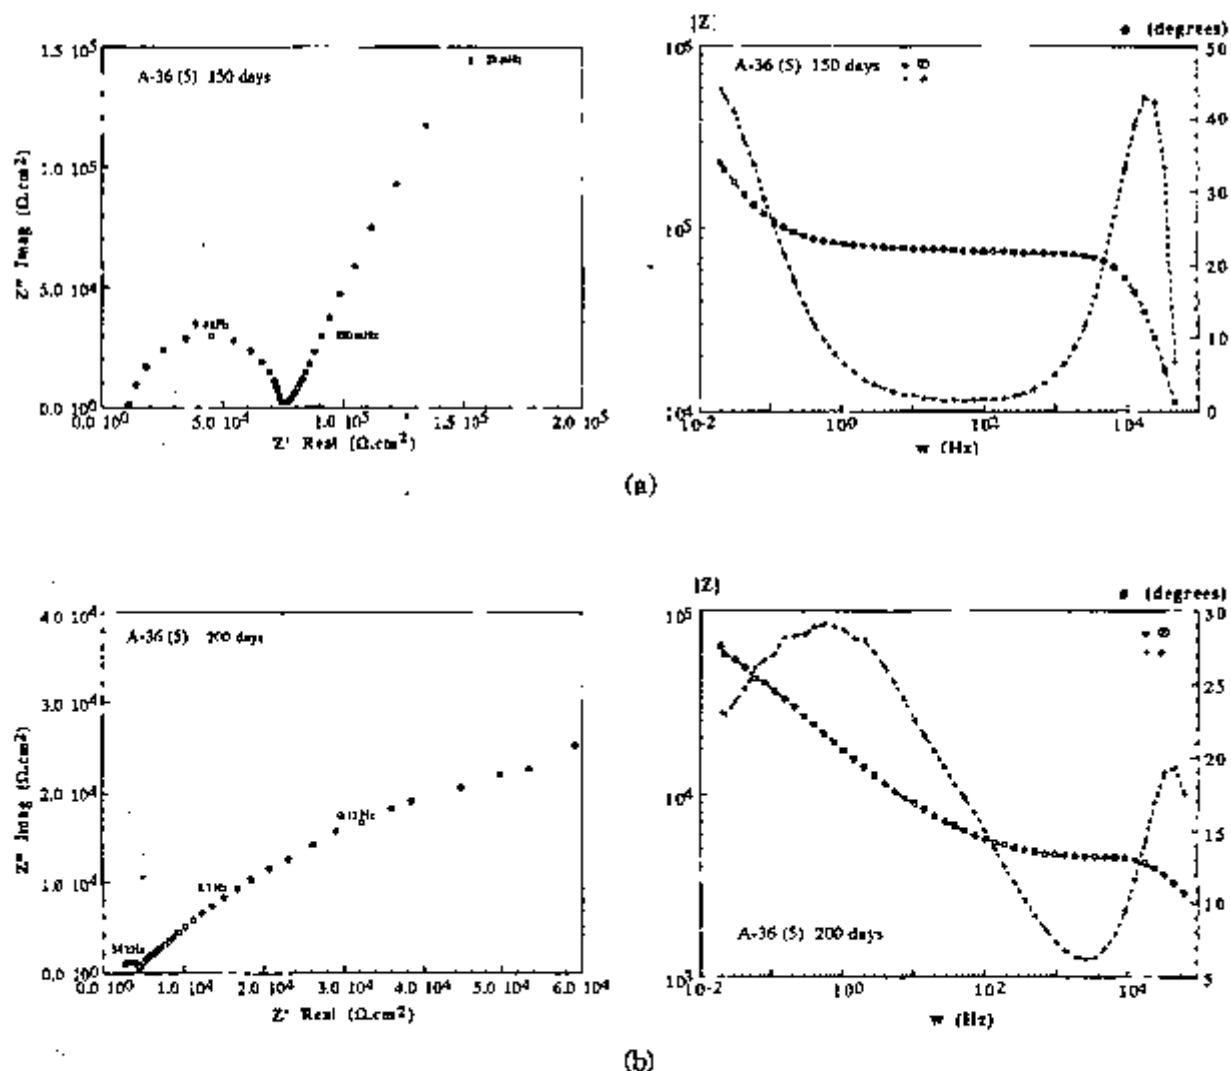 |Z|
(degrees)
1.5 10⁵
A-36 (5) 150 days
1.0 10⁵
5.0 10⁴
0.0 10⁰
Z" Imag (Ω.cm²)
0.0 10⁰ 5.0 10⁴ 1.0 10⁵ 1.5 10⁵ 2.0 10⁵
Z' Real (Ω.cm²)
10⁶
10⁵
10⁴
A-36 (5) 150 days
50
40
30
20
10
0
10⁻² 10⁰ 10² 10⁴
w (Hz)
(a)
|Z|
(degrees)
4.0 10⁴
A-36 (5) 200 days
3.0 10⁴
2.0 10⁴
1.0 10⁴
0.0 10⁰
Z" Imag (Ω.cm²)
0.0 10⁰ 1.0 10⁴ 2.0 10⁴ 3.0 10⁴ 4.0 10⁴ 5.0 10⁴ 6.0 10⁴
Z' Real (Ω.cm²)
10⁵
10⁴
10³
A-36 (5) 200 days
30
25
20
15
10
5
10⁻² 10⁰ 10² 10⁴
w (Hz)
(b)